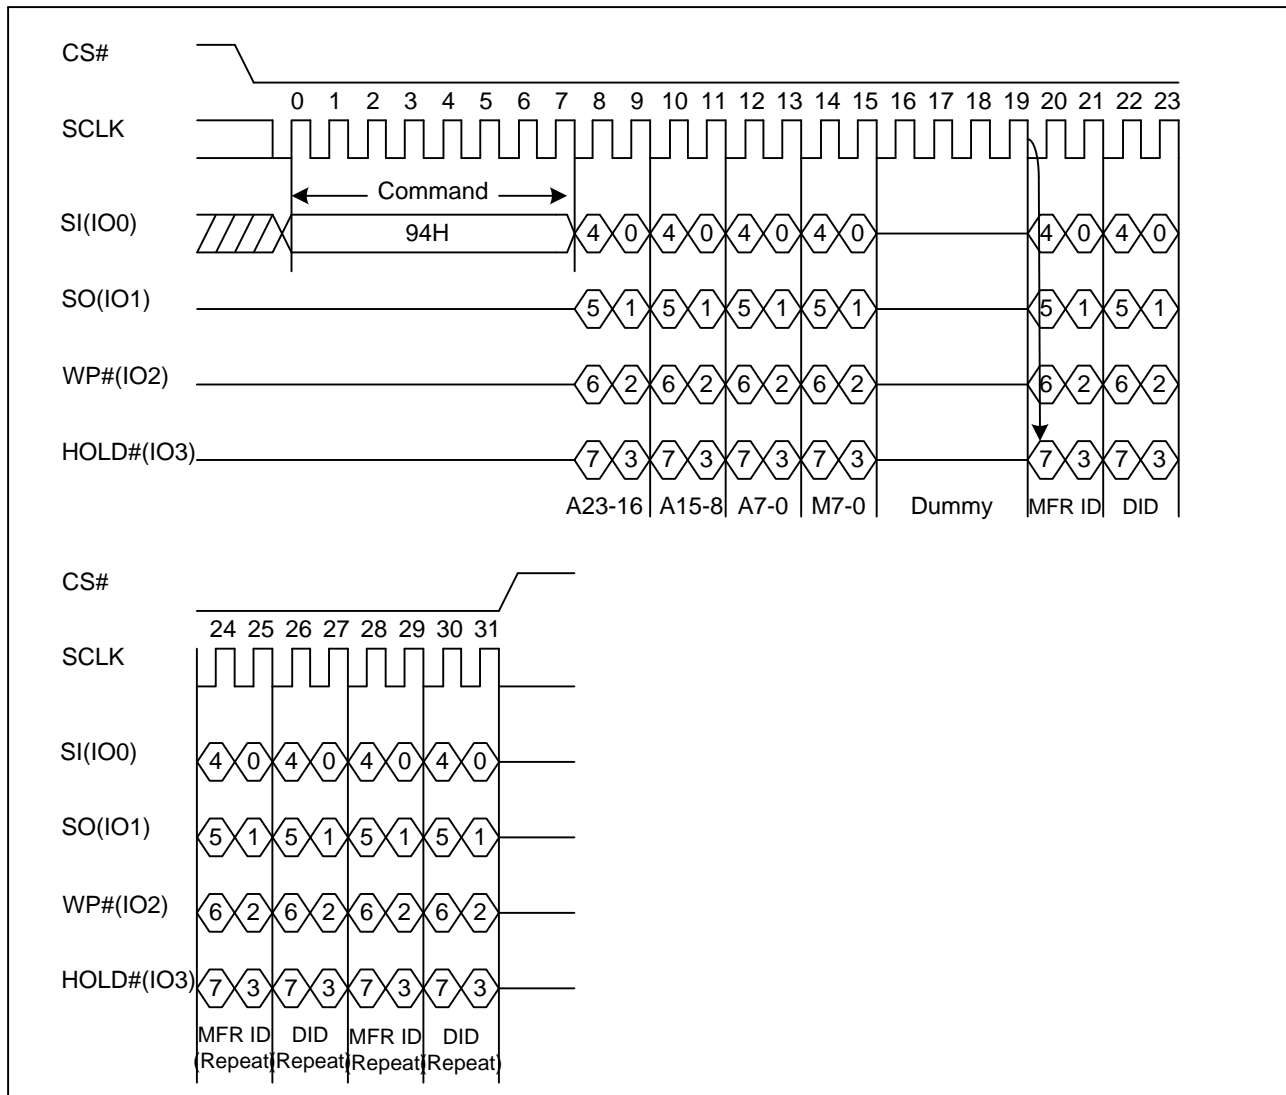 CS#
0 1 2 3 4 5 6 7 8 9 10 11 12 13 14 15 16 17 18 19 20 21 22 23
SCLK
Command
SI(IO0) 94H 4 0 4 0 4 0 4 0 4 0 4 0
SO(IO1) 5 1 5 1 5 1 5 1 5 1 5 1
WP#(IO2) 6 2 6 2 6 2 6 2 6 2 6 2
HOLD#(IO3) 7 3 7 3 7 3 7 3 7 3 7 3
A23-16 A15-8 A7-0 M7-0 Dummy MFR ID DID
CS#
24 25 26 27 28 29 30 31
SCLK
SI(IO0) 4 0 4 0 4 0 4 0
SO(IO1) 5 1 5 1 5 1 5 1
WP#(IO2) 6 2 6 2 6 2 6 2
HOLD#(IO3) 7 3 7 3 7 3 7 3
MFR ID DID MFR ID DID
(Repeat) (Repeat) (Repeat) (Repeat)